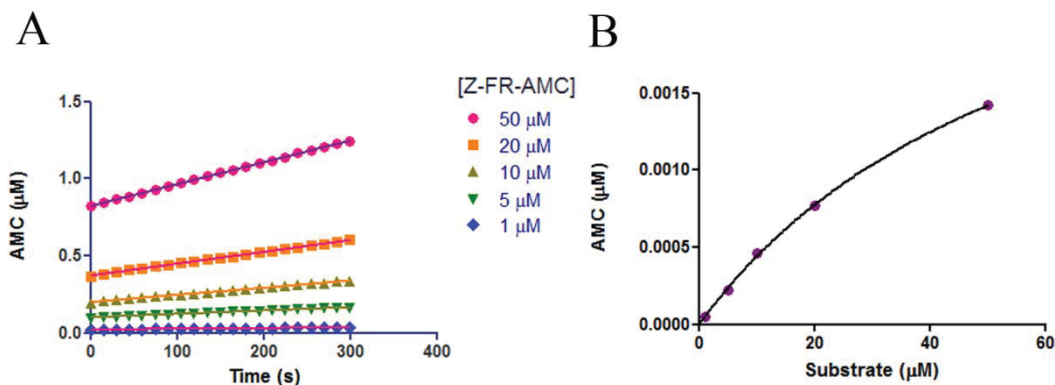 A
AMC (µM)
1.5
1.0
0.5
0.0
0
100
200
300
400
Time (s)
[Z-FR-AMC]
50 µM
20 µM
10 µM
5 µM
1 µM
B
AMC (µM)
0.0015
0.0010
0.0005
0.0000
0
20
40
60
Substrate (µM)